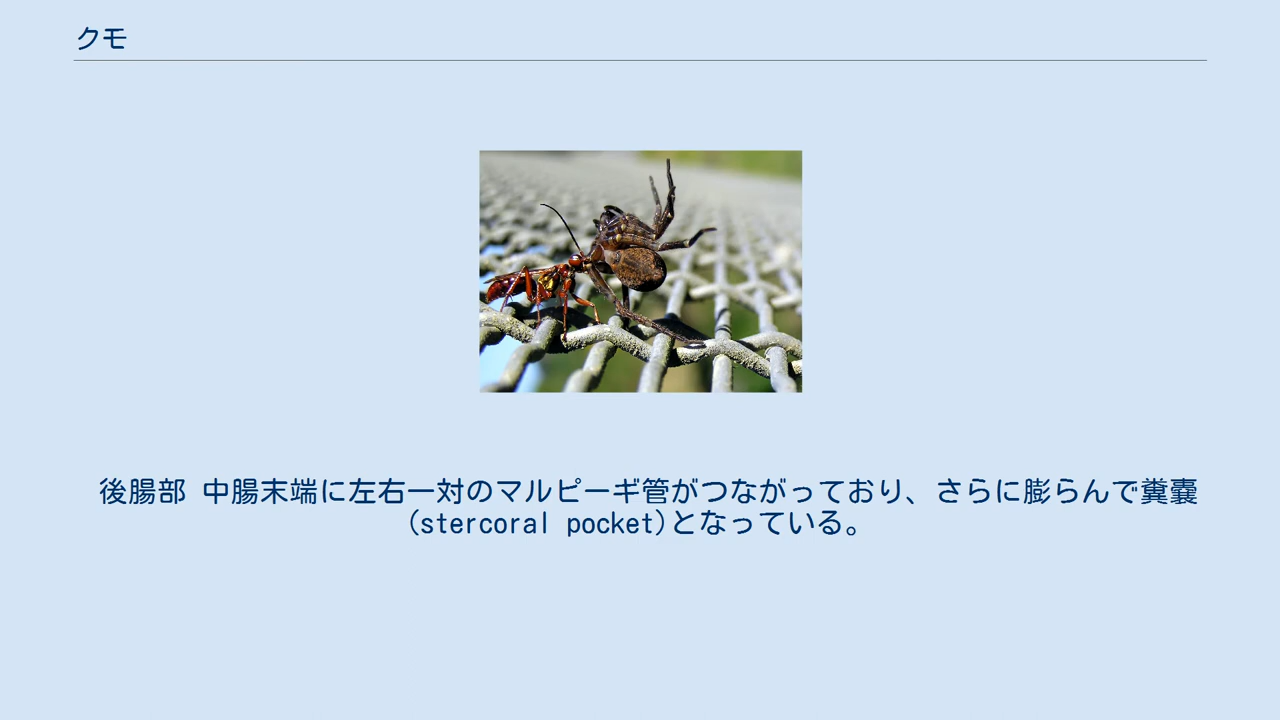 クモ
後腸部 中腸末端に左右一対のマルピーギ管がつながっており、さらに膨らんで糞嚢
(stercoral pocket)となっている。